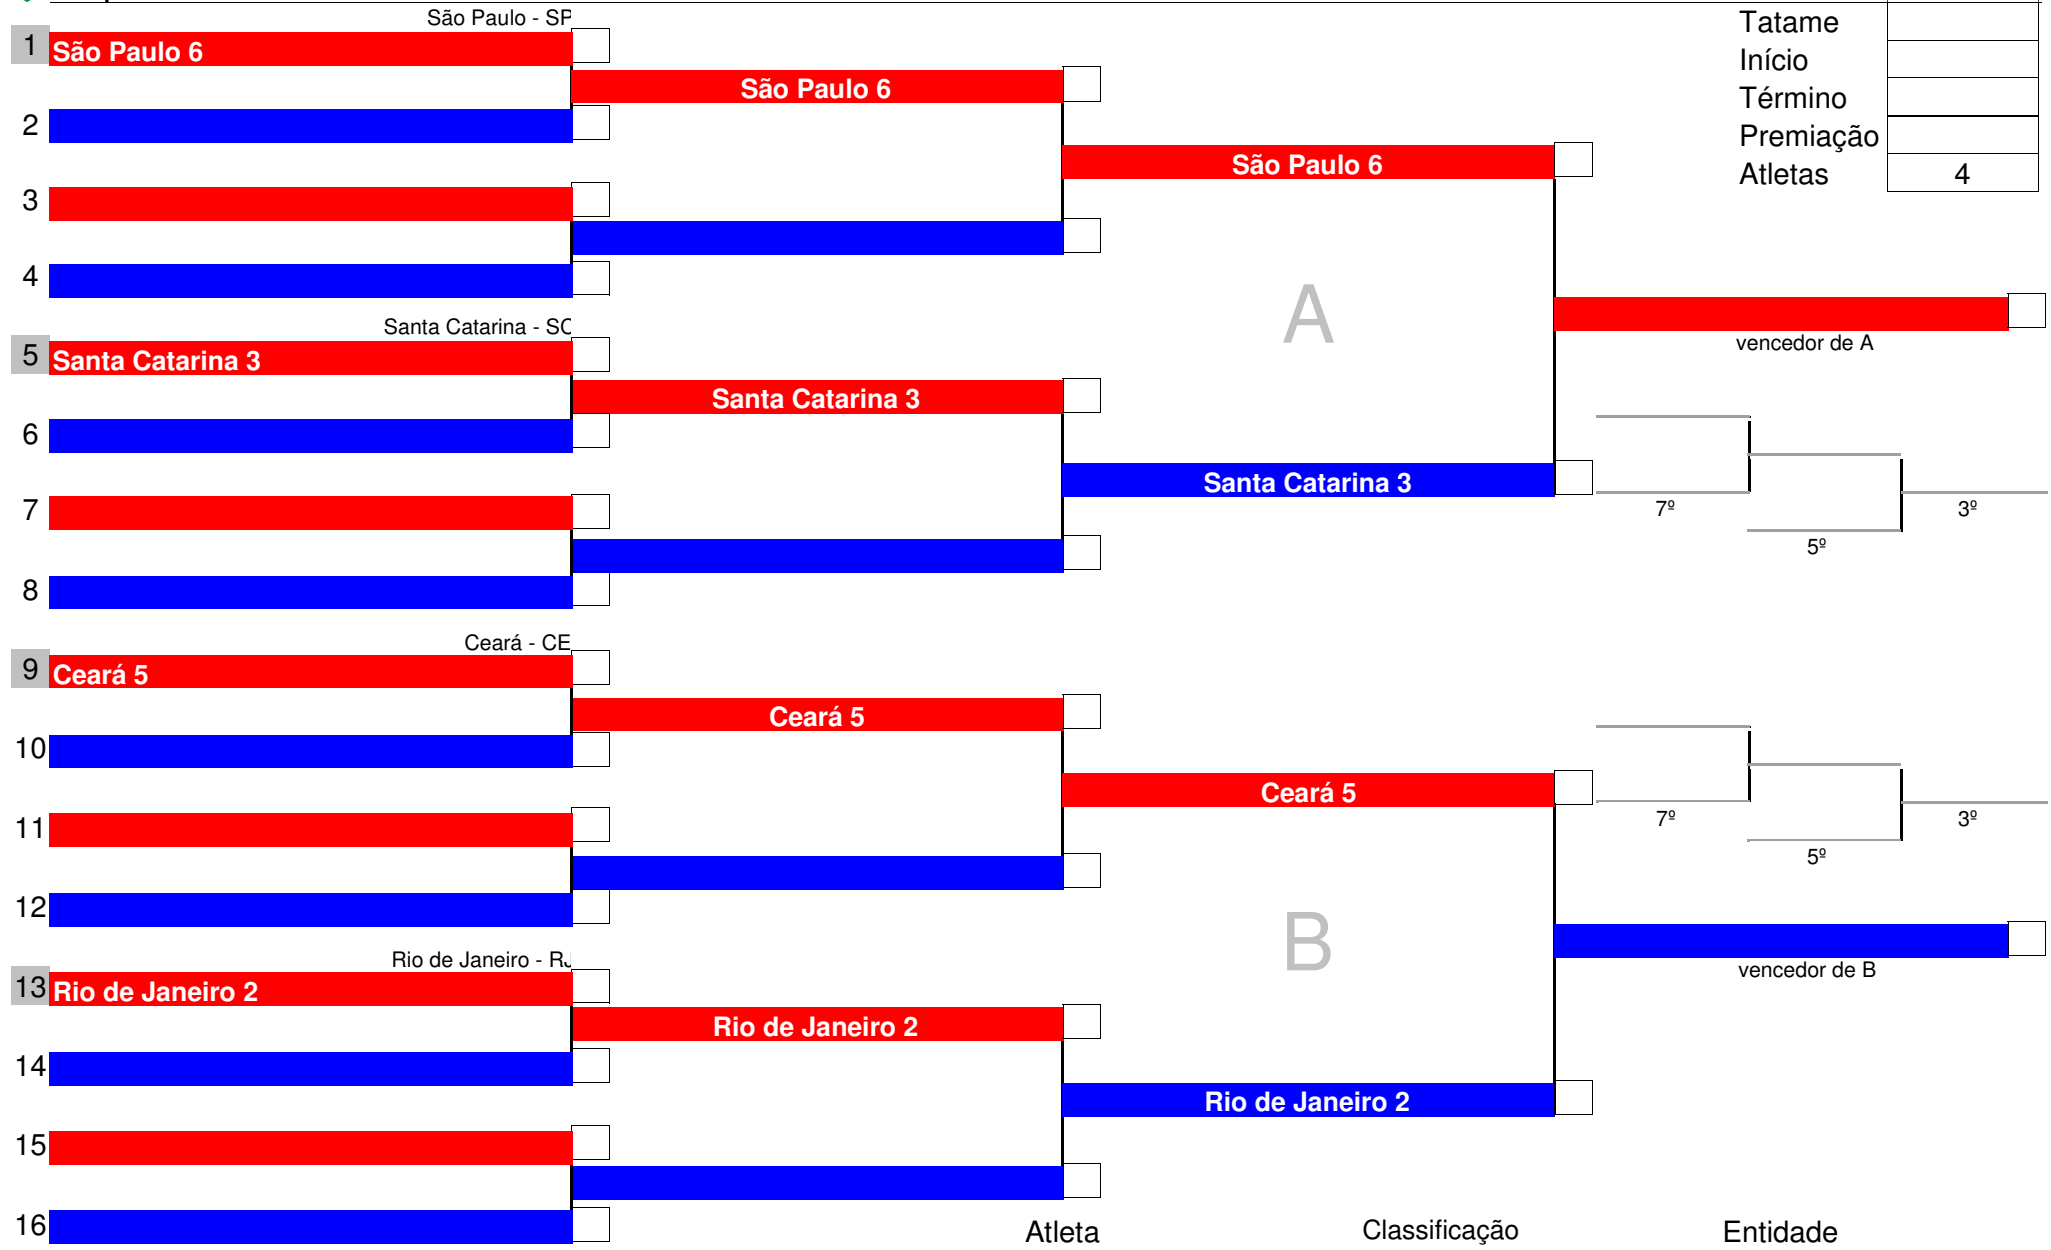 São Paulo - SP
Tatame
1 São Paulo 6
São Paulo 6
Início
2
Término
Premiação
São Paulo 6
Atletas 4
3
4
A
Santa Catarina - SC
vencedor de A
5 Santa Catarina 3
Santa Catarina 3
6
Santa Catarina 3
7
7º
3º
5º
8
Ceará - CE
9 Ceará 5
Ceará 5
10
Ceará 5
11
7º
3º
5º
12
B
Rio de Janeiro - RJ
vencedor de B
13 Rio de Janeiro 2
Rio de Janeiro 2
14
Rio de Janeiro 2
15
16
Atleta Classificação Entidade